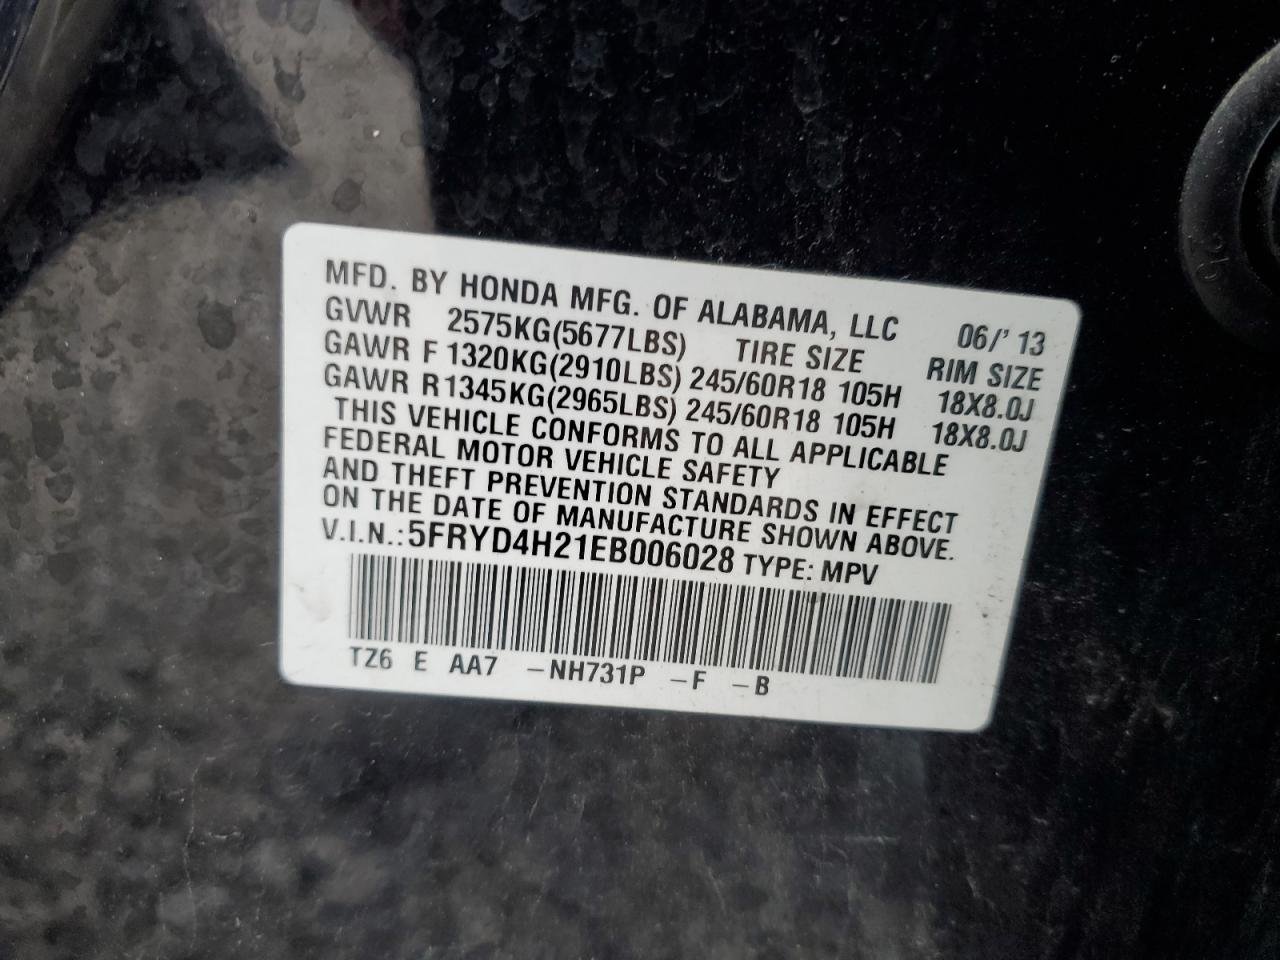 MFD. BY HONDA MFG. OF ALABAMA, LLC 06/'13
GVWR 2575KG(5677LBS) TIRE SIZE RIM SIZE
GAWR F 1320KG(2910LBS) 245/60R18 105H 18X8.0J
GAWR R1345KG(2965LBS) 245/60R18 105H 18X8.0J
THIS VEHICLE CONFORMS TO ALL APPLICABLE
FEDERAL MOTOR VEHICLE SAFETY
AND THEFT PREVENTION STANDARDS IN EFFECT
ON THE DATE OF MANUFACTURE SHOWN ABOVE.
V.I.N.:5FRYD4H21EB006028 TYPE: MPV
TZ6 E AA7 -NH731P -F -B